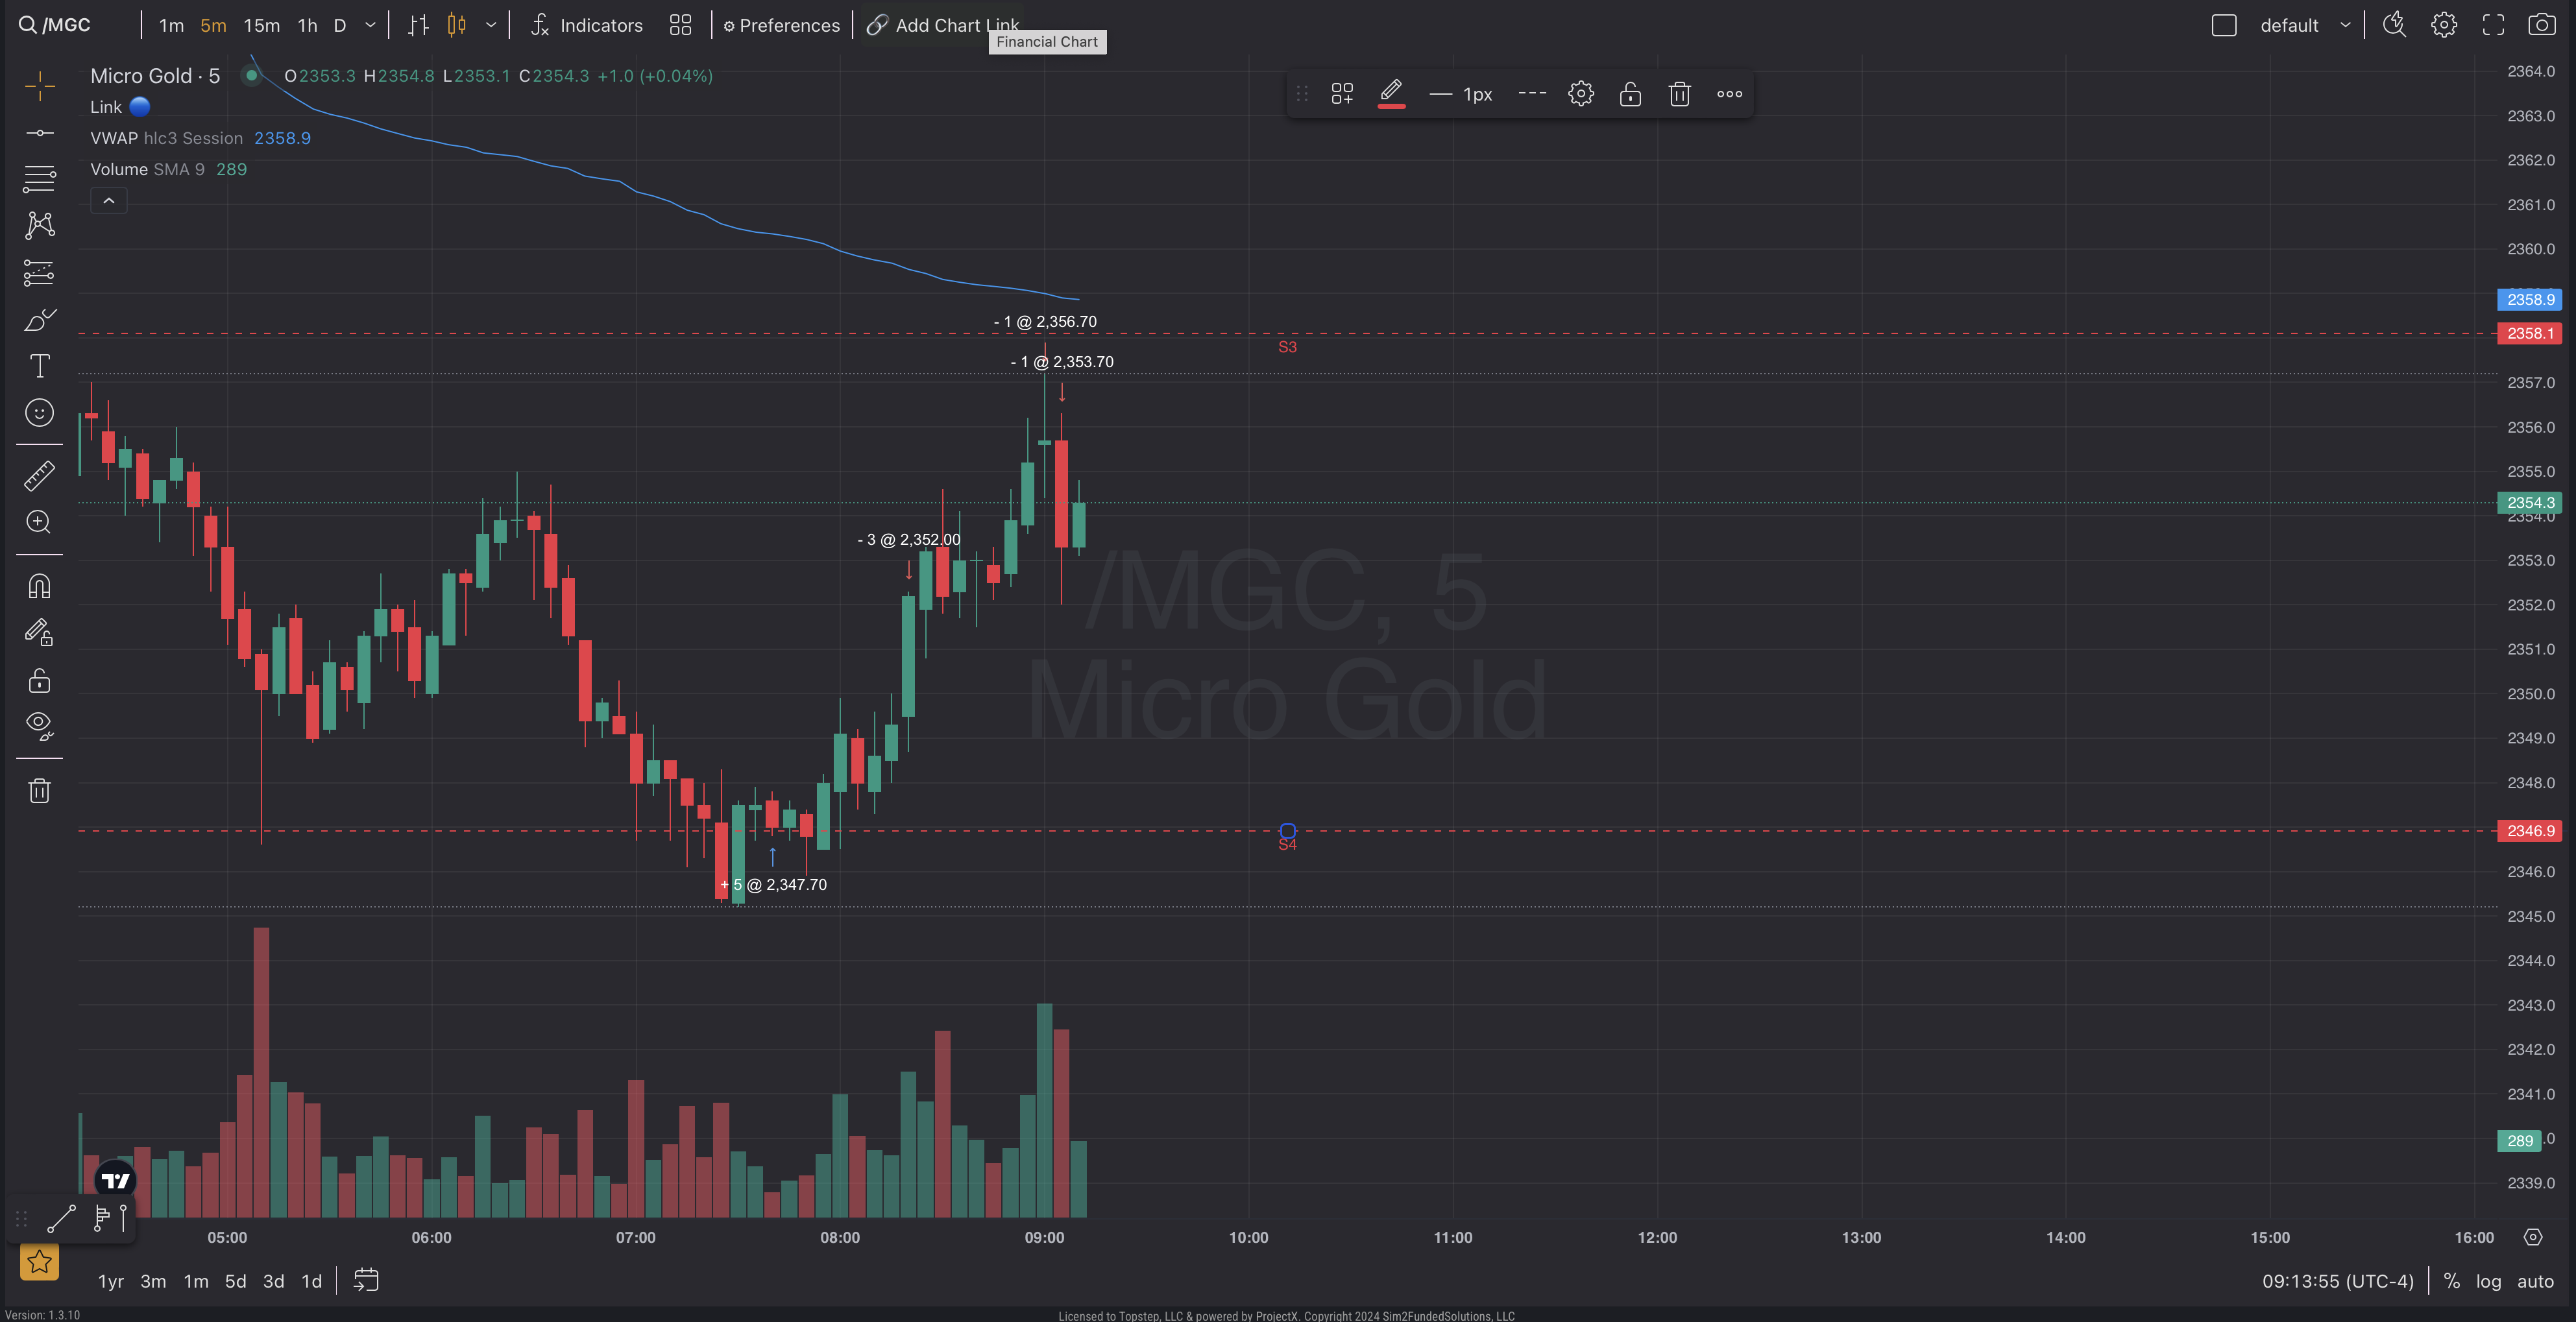 /MGC 1m 5m 15m 1h D Indicators Preferences Add Chart Link default
Financial Chart
Micro Gold · 5 O2353.3 H2354.8 L2353.1 C2354.3 +1.0 (+0.04%)
Link
VWAP hlc3 Session 2358.9
Volume SMA 9 289
1px
2364.0
2363.0
2362.0
2361.0
2360.0
2358.9
- 1 @ 2,356.70
2358.1
S3
- 1 @ 2,353.70
2357.0
2356.0
2355.0
2354.3
2354.0
- 3 @ 2,352.00
2353.0
/MGC, 5
2352.0
2351.0
Micro Gold
2350.0
2349.0
2348.0
2346.9
S4
2346.0
+ 5 @ 2,347.70
2345.0
2344.0
2343.0
2342.0
2341.0
289 .0
2339.0
05:00 06:00 07:00 08:00 09:00 10:00 11:00 12:00 13:00 14:00 15:00 16:00
1yr 3m 1m 5d 3d 1d 09:13:55 (UTC-4) % log auto
Version: 1.3.10 Licensed to Topstep, LLC & powered by ProjectX. Copyright 2024 Sim2FundedSolutions, LLC